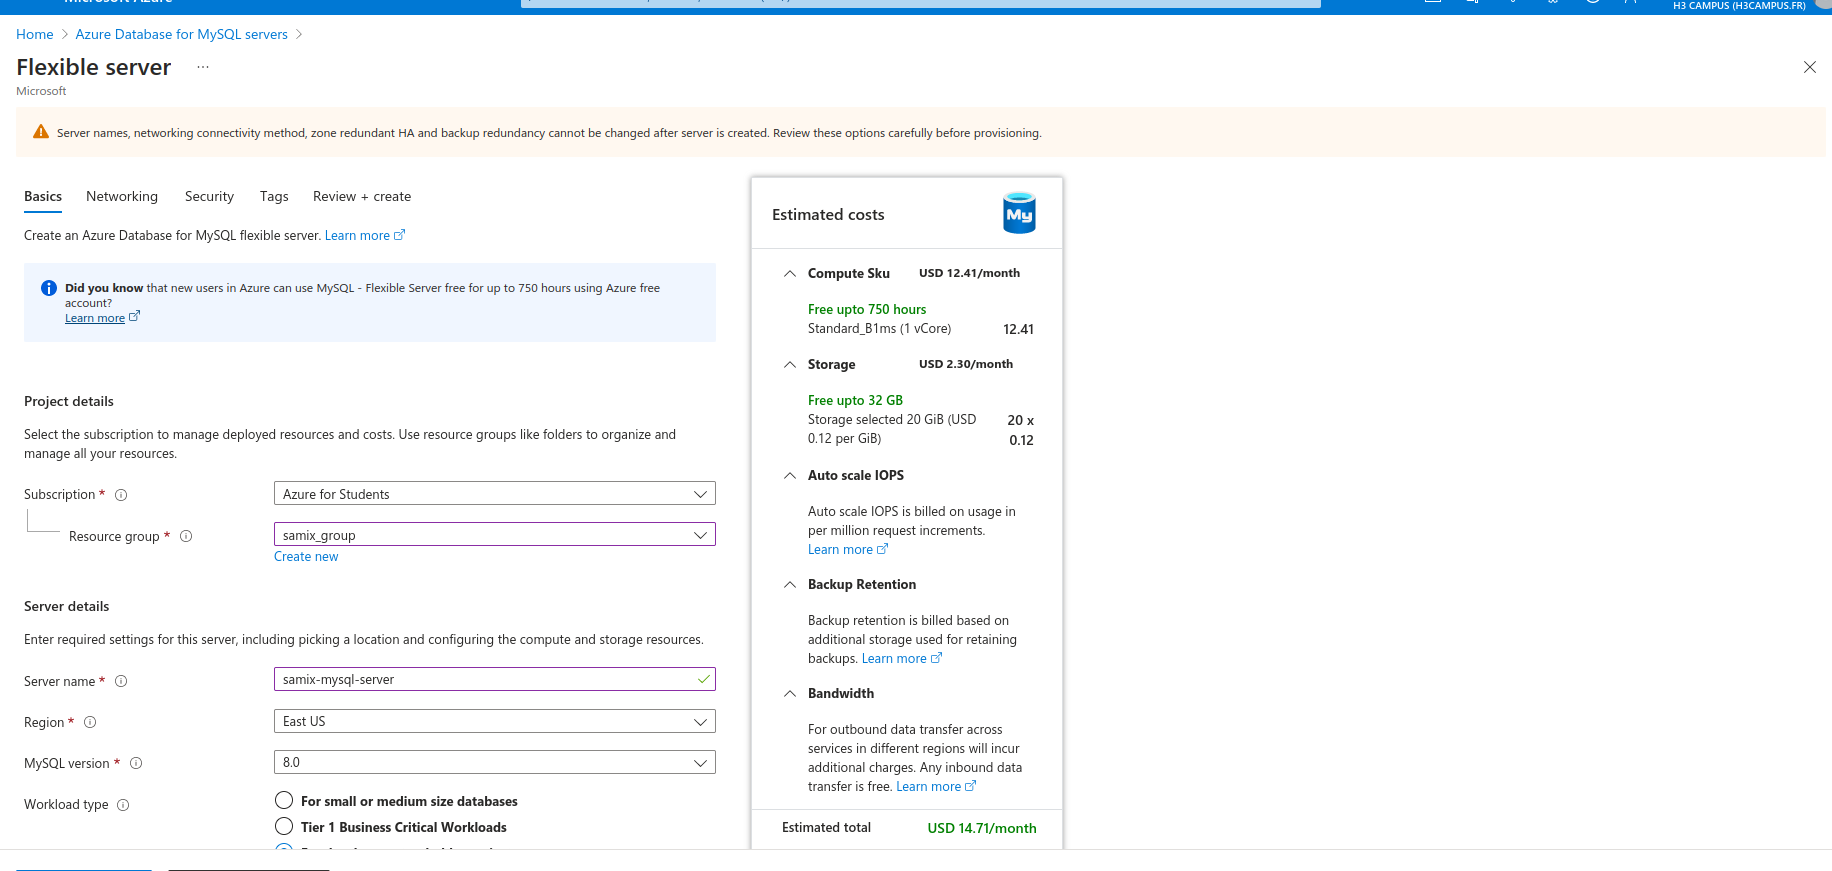 Microsoft Azure
H3 CAMPUS (H3CAMPUS.FR)
Home > Azure Database for MySQL servers >
Flexible server ...
Microsoft
Server names, networking connectivity method, zone redundant HA and backup redundancy cannot be changed after server is created. Review these options carefully before provisioning.
Basics Networking Security Tags Review + create
Create an Azure Database for MySQL flexible server. Learn more
Did you know that new users in Azure can use MySQL - Flexible Server free for up to 750 hours using Azure free
account?
Learn more
Project details
Select the subscription to manage deployed resources and costs. Use resource groups like folders to organize and
manage all your resources.
Subscription *
Azure for Students
Resource group *
samix_group
Create new
Server details
Enter required settings for this server, including picking a location and configuring the compute and storage resources.
Server name *
samix-mysql-server
Region *
East US
MySQL version *
8.0
Workload type
For small or medium size databases
Tier 1 Business Critical Workloads
Estimated costs
My
Compute Sku USD 12.41/month
Free upto 750 hours
Standard_B1ms (1 vCore) 12.41
Storage USD 2.30/month
Free upto 32 GB
Storage selected 20 GiB (USD 20 x
0.12 per GiB) 0.12
Auto scale IOPS
Auto scale IOPS is billed on usage in
per million request increments.
Learn more
Backup Retention
Backup retention is billed based on
additional storage used for retaining
backups. Learn more
Bandwidth
For outbound data transfer across
services in different regions will incur
additional charges. Any inbound data
transfer is free. Learn more
Estimated total USD 14.71/month